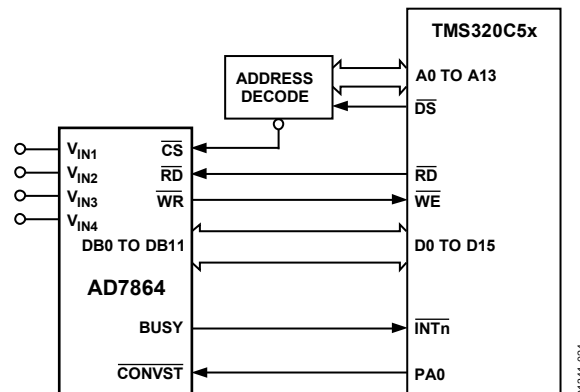 TMS320C5x
ADDRESS
DECODE
A0 TO A13
DS
VIN1
VIN2
VIN3
VIN4
CS
RD
WR
DB0 TO DB11
AD7864
BUSY
CONVST
RD
WE
D0 TO D15
INTn
PA0